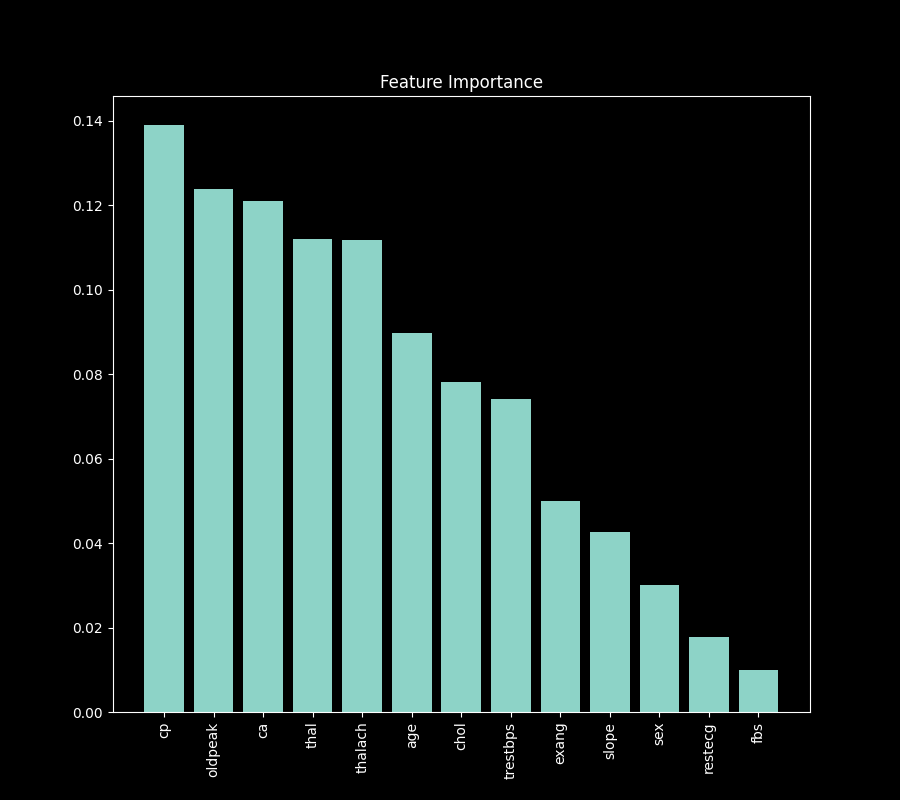 Feature Importance
0.14
0.12
0.10
0.08
0.06
0.04
0.02
0.00
cp
oldpeak
ca
thal
thalach
age
chol
trestbps
exang
slope
sex
restecg
fbs